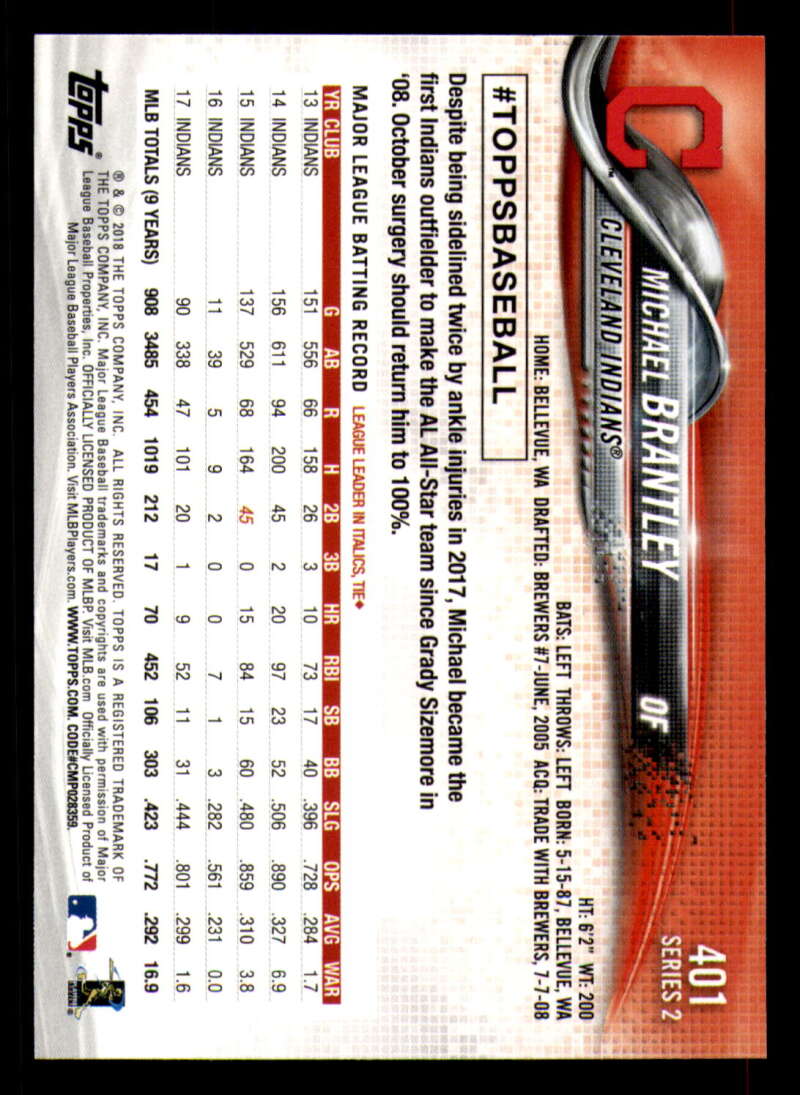 401
SERIES 2
C™
MICHAEL BRANTLEY OF
CLEVELAND INDIANS®
HT: 6'2" WT: 200
BATS: LEFT THROWS: LEFT BORN: 5-15-87, BELLEVUE, WA
HOME: BELLEVUE, WA DRAFTED: BREWERS #7-JUNE, 2005 ACQ: TRADE WITH BREWERS, 7-7-08
#TOPPSBASEBALL
Despite being sidelined twice by ankle injuries in 2017, Michael became the
first Indians outfielder to make the AL All-Star team since Grady Sizemore in
'08. October surgery should return him to 100%.
MAJOR LEAGUE BATTING RECORD LEAGUE LEADER IN ITALICS, TIE♦
YR CLUB G AB R H 2B 3B HR RBI SB BB SLG OPS AVG WAR
13 INDIANS 151 556 66 158 26 3 10 73 17 40 .396 .728 .284 1.7
14 INDIANS 156 611 94 200 45 2 20 97 23 52 .506 .890 .327 6.9
15 INDIANS 137 529 68 164 45 0 15 84 15 60 .480 .859 .310 3.8
16 INDIANS 11 39 5 9 2 0 0 7 1 3 .282 .561 .231 0.0
17 INDIANS 90 338 47 101 20 1 9 52 11 31 .444 .801 .299 1.6
MLB TOTALS (9 YEARS) 908 3485 454 1019 212 17 70 452 106 303 .423 .772 .292 16.9
topps®
® & © 2018 THE TOPPS COMPANY, INC. ALL RIGHTS RESERVED. TOPPS IS A REGISTERED TRADEMARK OF
THE TOPPS COMPANY, INC. Major League Baseball trademarks and copyrights are used with permission of Major
League Baseball Properties, Inc. OFFICIALLY LICENSED PRODUCT OF MLBP. Visit MLB.com Officially Licensed Product of
Major League Baseball Players Association. Visit MLBPlayers.com. WWW.TOPPS.COM. CODE#CMP028359.